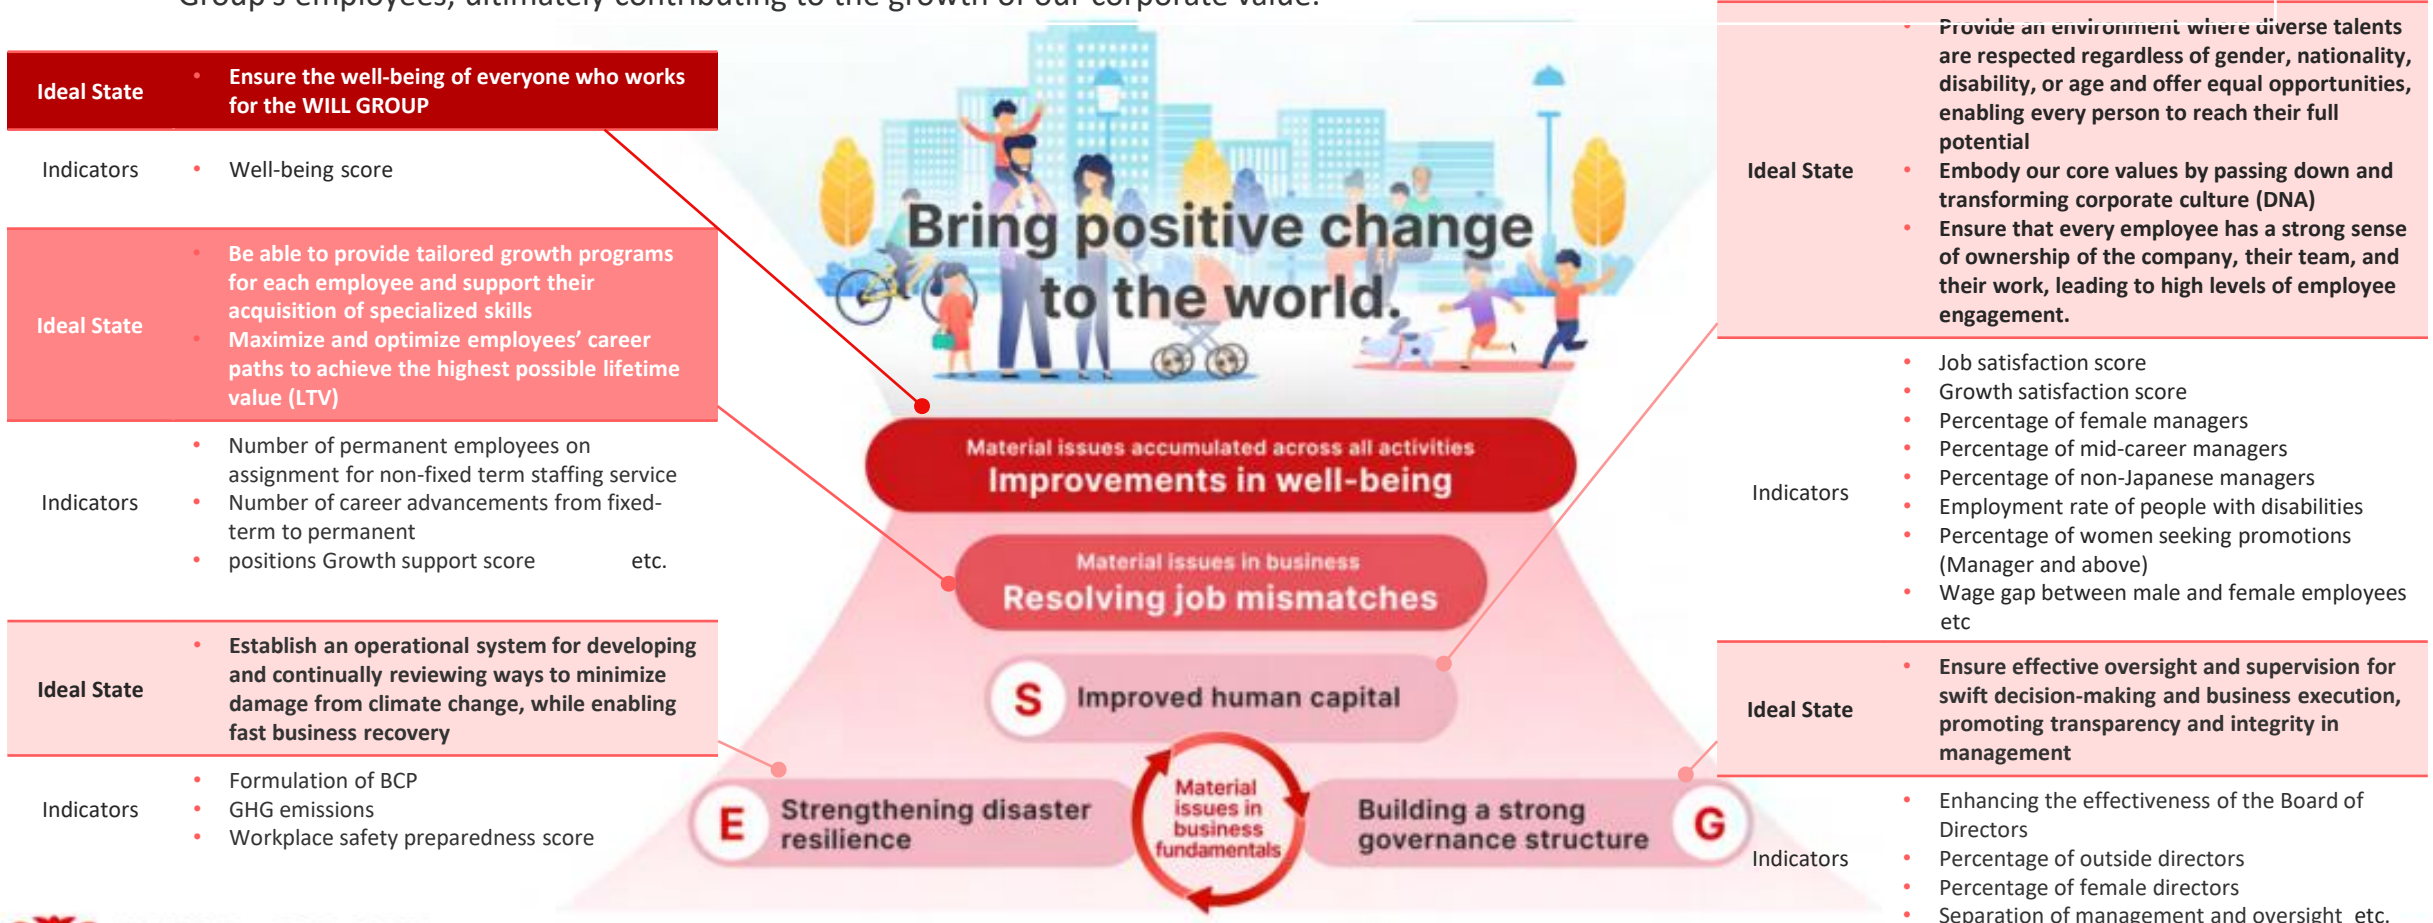 Group's employees, ultimately contributing to the growth of our corporate value.
Ideal State
• Ensure the well-being of everyone who works
for the WILL GROUP
Indicators
• Well-being score
Ideal State
• Be able to provide tailored growth programs
for each employee and support their
acquisition of specialized skills
• Maximize and optimize employees’ career
paths to achieve the highest possible lifetime
value (LTV)
Indicators
• Number of permanent employees on
assignment for non-fixed term staffing service
• Number of career advancements from fixed-
term to permanent
• positions Growth support score etc.
Ideal State
• Establish an operational system for developing
and continually reviewing ways to minimize
damage from climate change, while enabling
fast business recovery
Indicators
• Formulation of BCP
• GHG emissions
• Workplace safety preparedness score
Bring positive change
to the world.
Material issues accumulated across all activities
Improvements in well-being
Material issues in business
Resolving job mismatches
S Improved human capital
E Strengthening disaster
resilience
Material
issues in
business
fundamentals
Building a strong
governance structure G
Ideal State
• Provide an environment where diverse talents
are respected regardless of gender, nationality,
disability, or age and offer equal opportunities,
enabling every person to reach their full
potential
• Embody our core values by passing down and
transforming corporate culture (DNA)
• Ensure that every employee has a strong sense
of ownership of the company, their team, and
their work, leading to high levels of employee
engagement.
Indicators
• Job satisfaction score
• Growth satisfaction score
• Percentage of female managers
• Percentage of mid-career managers
• Percentage of non-Japanese managers
• Employment rate of people with disabilities
• Percentage of women seeking promotions
(Manager and above)
• Wage gap between male and female employees
etc
Ideal State
• Ensure effective oversight and supervision for
swift decision-making and business execution,
promoting transparency and integrity in
management
Indicators
• Enhancing the effectiveness of the Board of
Directors
• Percentage of outside directors
• Percentage of female directors
• Separation of management and oversight etc.